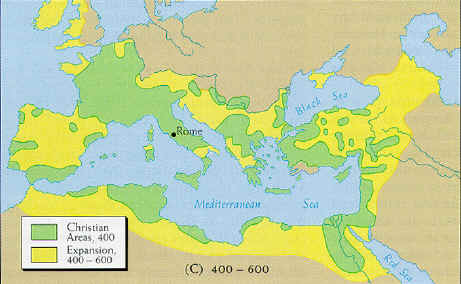 Black Sea
Rome
Mediterranean Sea
Red Sea
Christian
Areas, 400
Expansion,
400 – 600
(C) 400 – 600